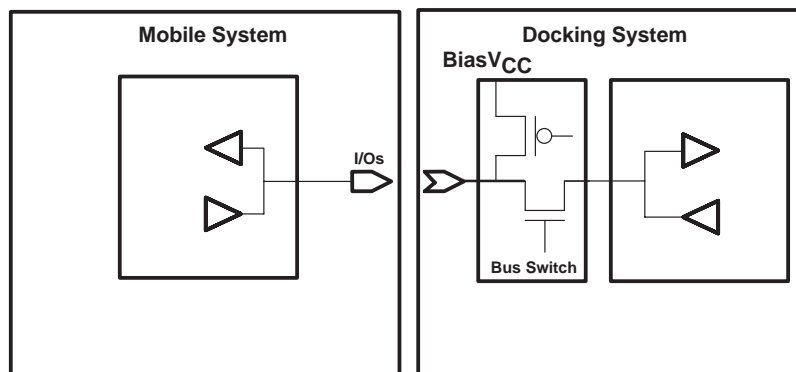 Mobile System
Docking System
BiasVCC
I/Os
Bus Switch